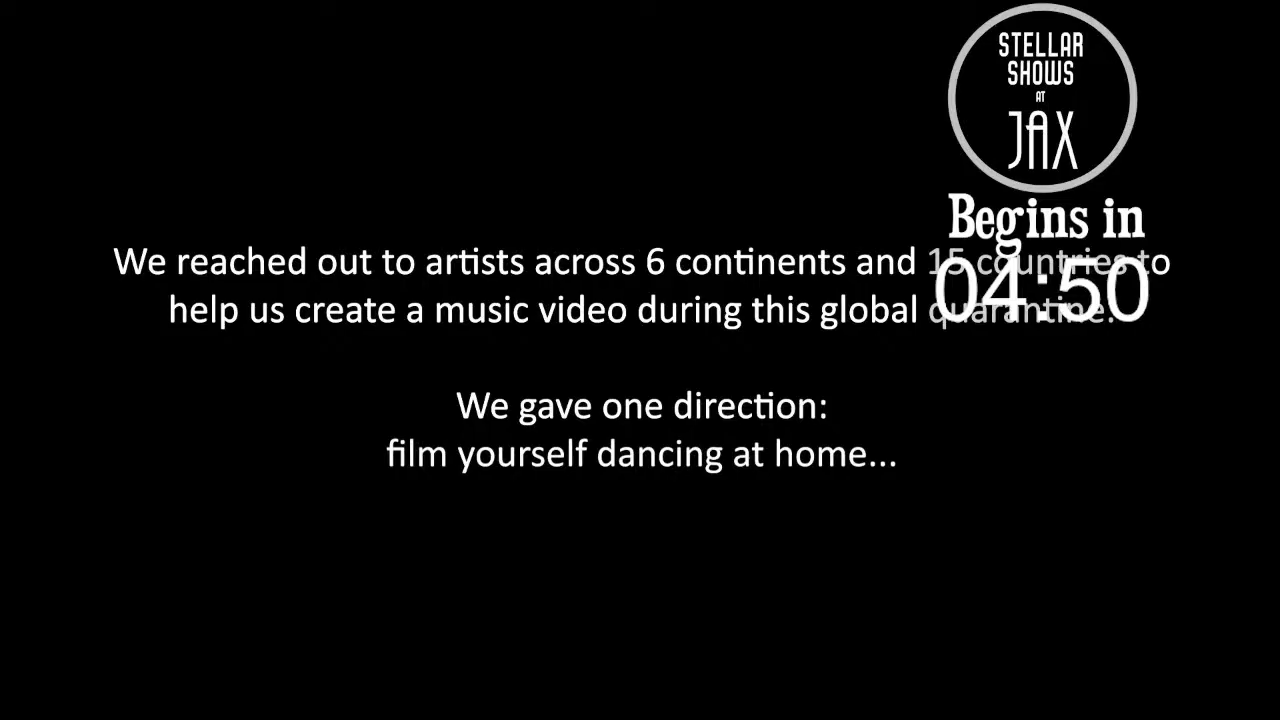 STELLAR
SHOWS
AT
JAX
Begins in
04:50
We reached out to artists across 6 continents and 15 countries to
help us create a music video during this global quarantine.
We gave one direction:
film yourself dancing at home...